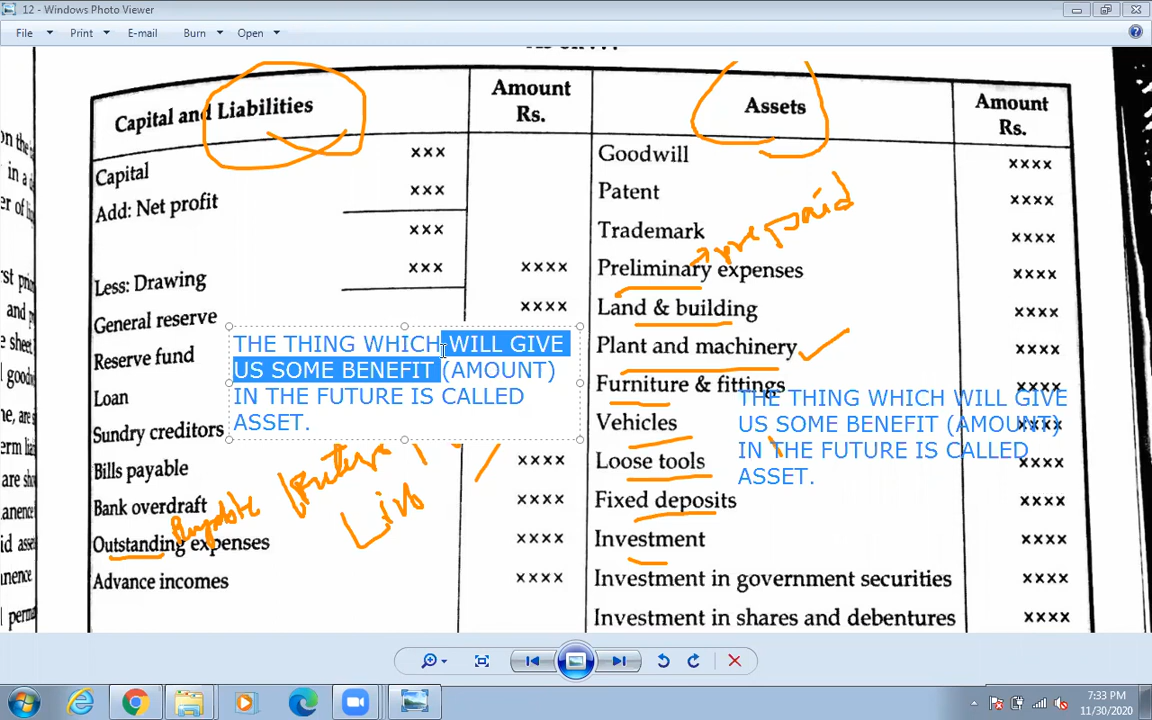 12 - Windows Photo Viewer
File Print E-mail Burn Open
Capital and Liabilities Amount Rs. Assets Amount Rs.
Capital xxx
Add: Net profit xxx
xxx
Less: Drawing xxx xxxx
General reserve xxxx
Reserve fund
Loan
Sundry creditors
Bills payable xxxx
Bank overdraft xxxx
Outstanding expenses xxxx
Advance incomes xxxx
THE THING WHICH WILL GIVE
US SOME BENEFIT (AMOUNT)
IN THE FUTURE IS CALLED
ASSET.
future
Goodwill xxxx
Patent xxxx
Trademark xxxx
prepaid
Preliminary expenses xxxx
Land & building xxxx
Plant and machinery xxxx
Furniture & fittings xxxx
Vehicles xxxx
Loose tools xxxx
Fixed deposits xxxx
Investment xxxx
Investment in government securities xxxx
Investment in shares and debentures xxxx
THE THING WHICH WILL GIVE
US SOME BENEFIT (AMOUNT)
IN THE FUTURE IS CALLED
ASSET.
7:33 PM
11/30/2020